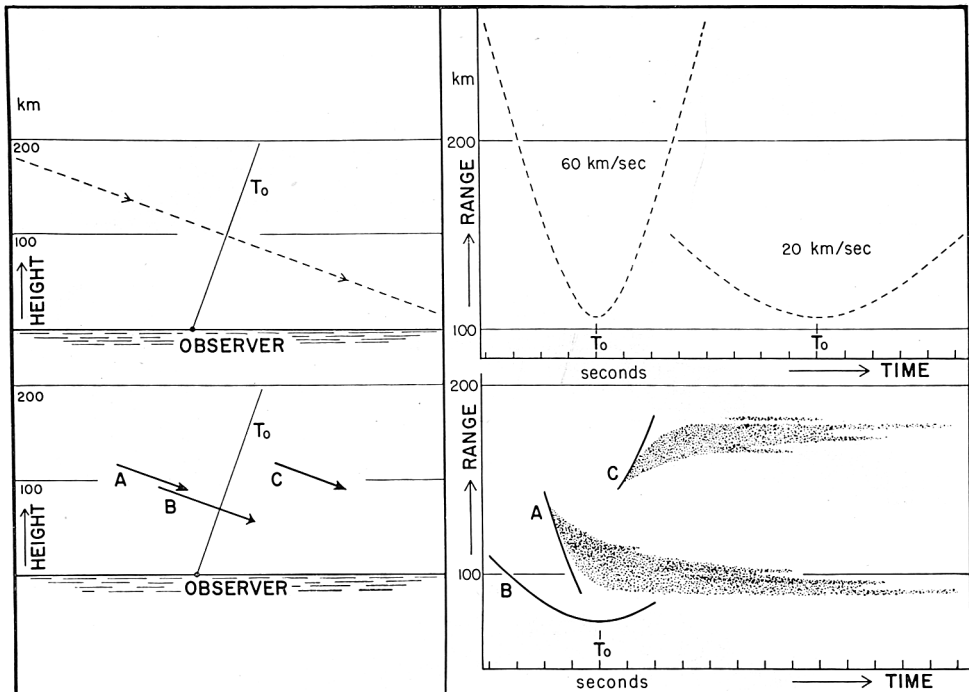 km
200
100
HEIGHT
T₀
OBSERVER
km
200
100
RANGE
60 km/sec
20 km/sec
T₀
T₀
seconds
TIME
200
100
HEIGHT
A
B
C
T₀
OBSERVER
200
100
RANGE
C
A
B
T₀
seconds
TIME